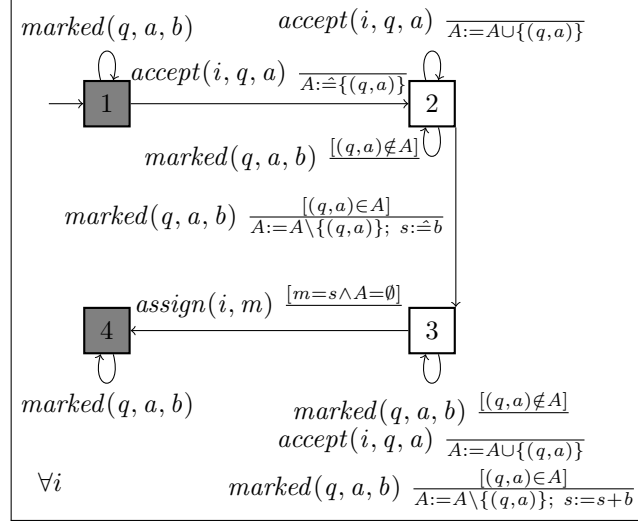 marked(q, a, b)
accept(i, q, a) / A:=A∪{(q,a)}
accept(i, q, a) / A:≙{(q,a)}
1
2
marked(q, a, b) [(q,a)∉A]
marked(q, a, b) [(q,a)∈A] / A:=A\{(q,a)}; s:≙b
assign(i, m) [m=s∧A=∅]
4
3
marked(q, a, b)
marked(q, a, b) [(q,a)∉A]
accept(i, q, a) / A:=A∪{(q,a)}
∀i
marked(q, a, b) [(q,a)∈A] / A:=A\{(q,a)}; s:=s+b